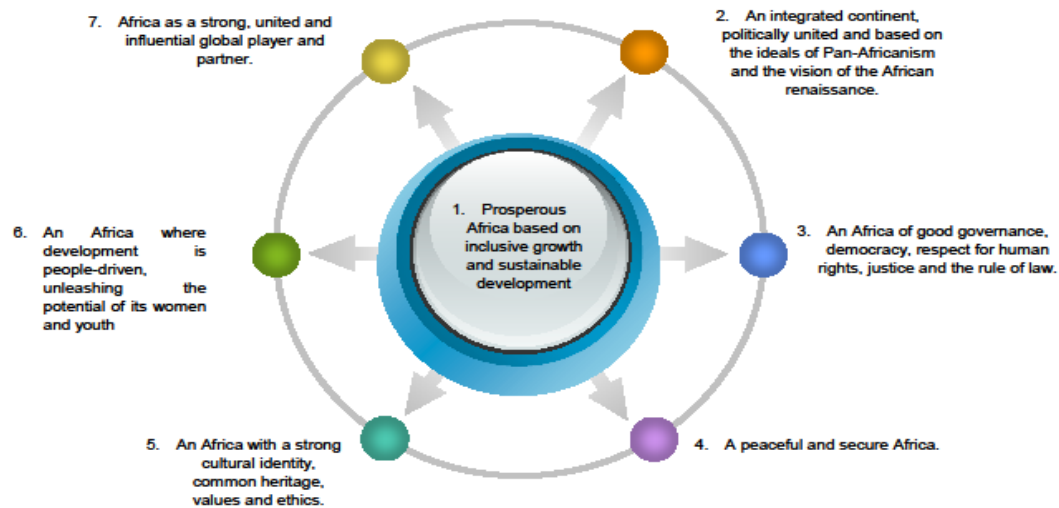 1. Prosperous
Africa based on
inclusive growth
and sustainable
development
2. An integrated continent,
politically united and based on
the ideals of Pan-Africanism
and the vision of the African
renaissance.
3. An Africa of good governance,
democracy, respect for human
rights, justice and the rule of law.
4. A peaceful and secure Africa.
5. An Africa with a strong
cultural identity,
common heritage,
values and ethics.
6. An Africa where
development is
people-driven,
unleashing the
potential of its women
and youth
7. Africa as a strong, united and
influential global player and
partner.